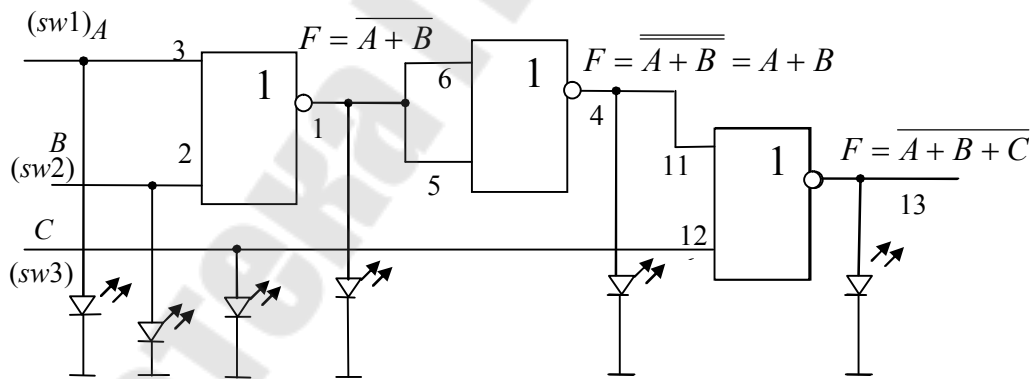 (sw1) A
3
1
F = \overline{A + B}
1
6
5
1
F = \overline{\overline{A + B}} = A + B
4
B
(sw2)
2
C
(sw3)
11
12
1
F = \overline{A + B + C}
13